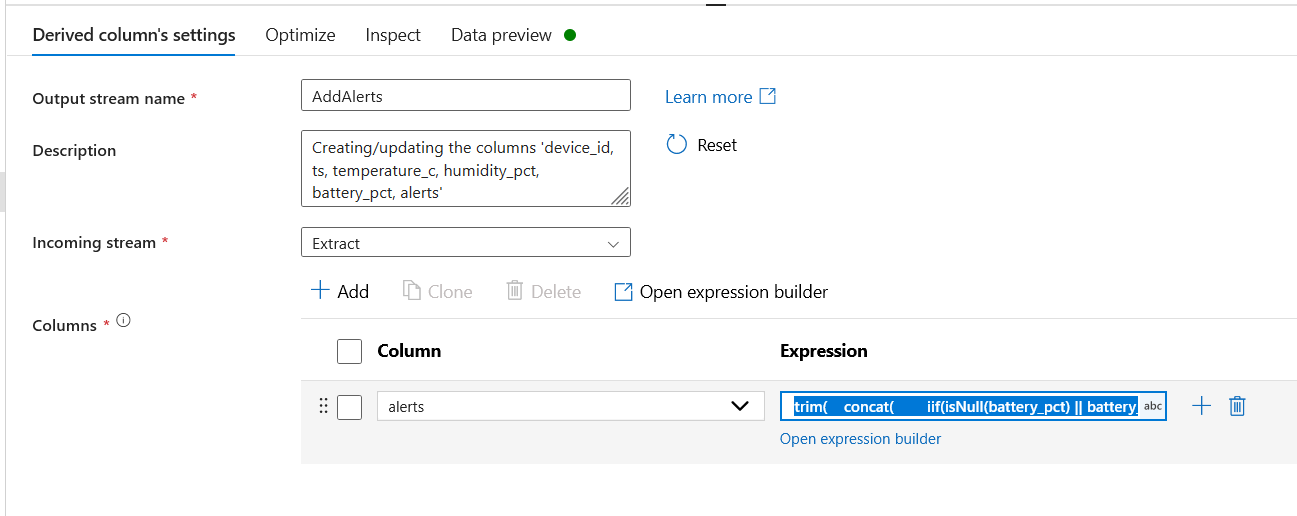 Derived column's settings Optimize Inspect Data preview
Output stream name * AddAlerts Learn more
Description Creating/updating the columns 'device_id, ts, temperature_c, humidity_pct, battery_pct, alerts' Reset
Incoming stream * Extract
Add Clone Delete Open expression builder
Columns *
Column Expression
alerts trim( concat( iif(isNull(battery_pct) || battery_ abc
Open expression builder